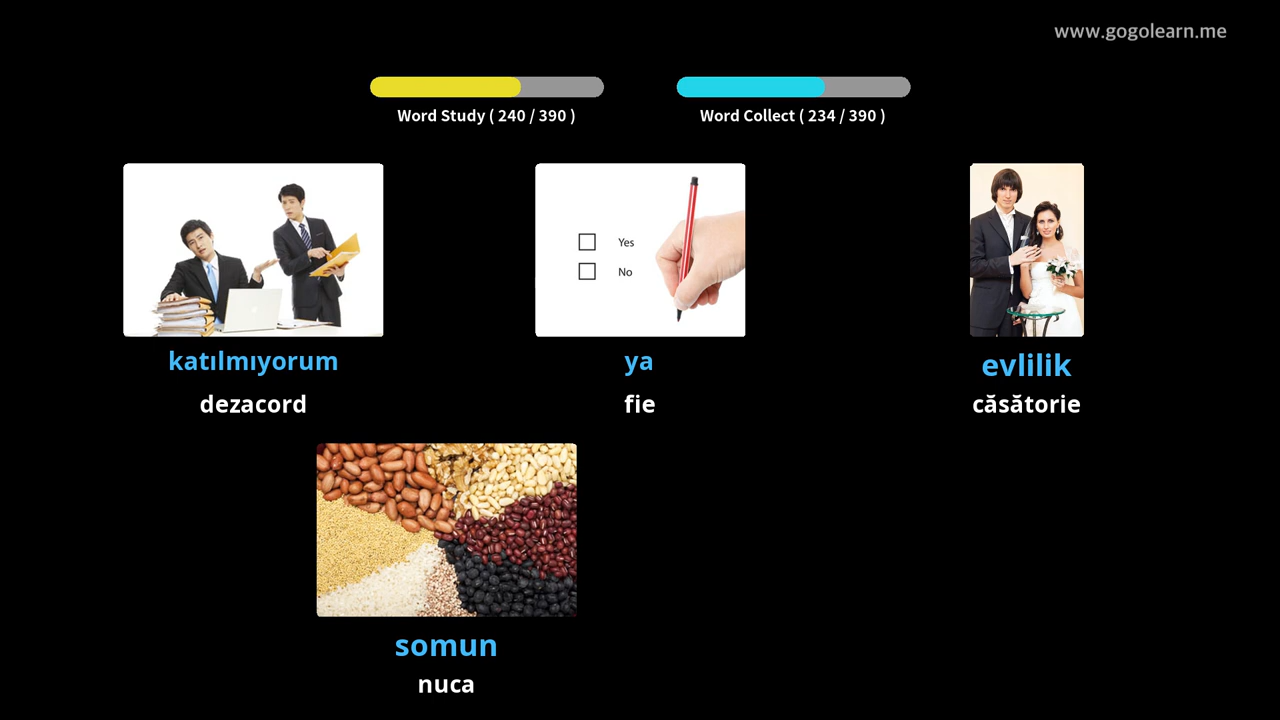 www.gogolearn.me
Word Study ( 240 / 390 )
Word Collect ( 234 / 390 )
Yes
No
katılmıyorum
ya
evlilik
dezacord
fie
căsătorie
somun
nuca